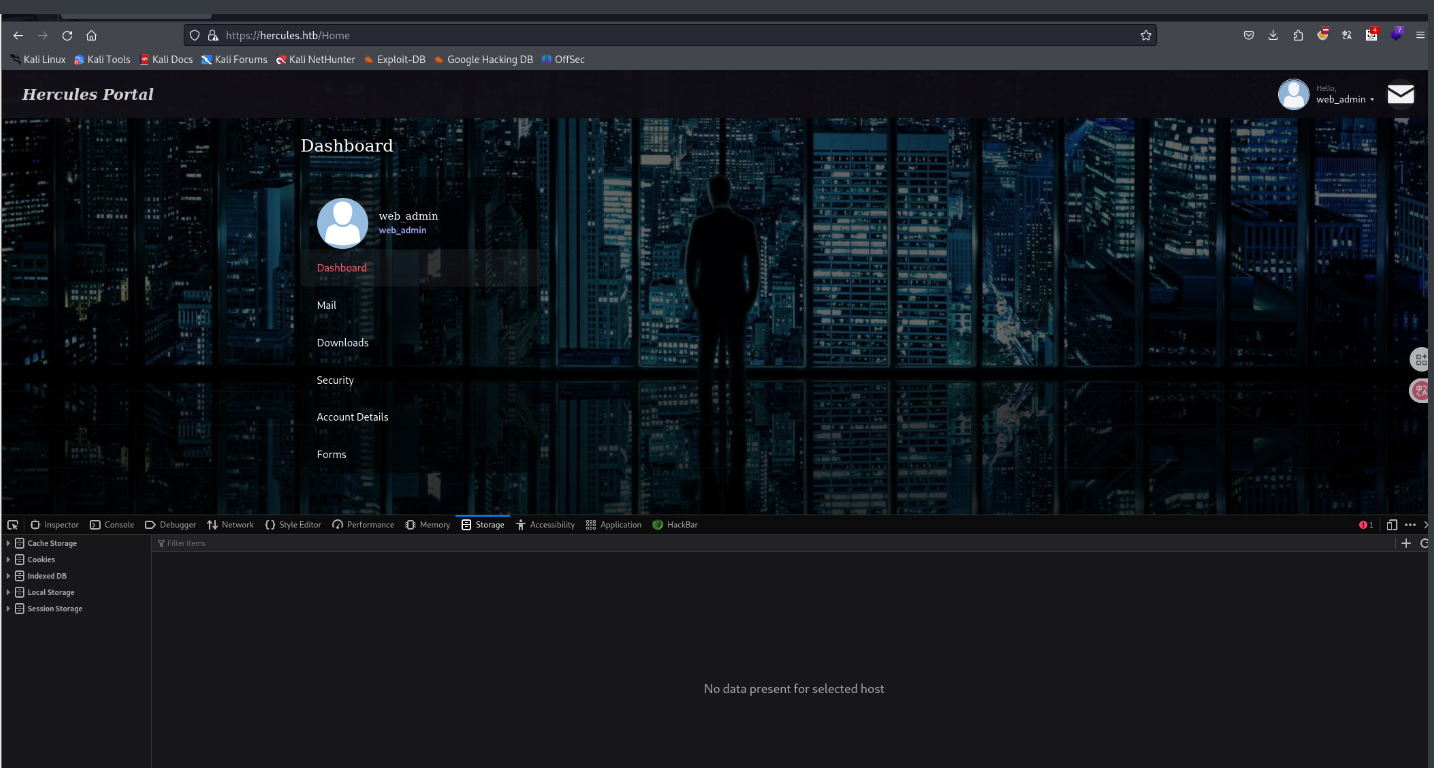 https://hercules.htb/Home
Kali Linux Kali Tools Kali Docs Kali Forums Kali NetHunter Exploit-DB Google Hacking DB OffSec
Hercules Portal
Hello,
web_admin
Dashboard
web_admin
web_admin
Dashboard
Mail
Downloads
Security
Account Details
Forms
Inspector Console Debugger Network Style Editor Performance Memory Storage Accessibility Application HackBar 1
Cache Storage
Filter Items
Cookies
Indexed DB
Local Storage
Session Storage
No data present for selected host